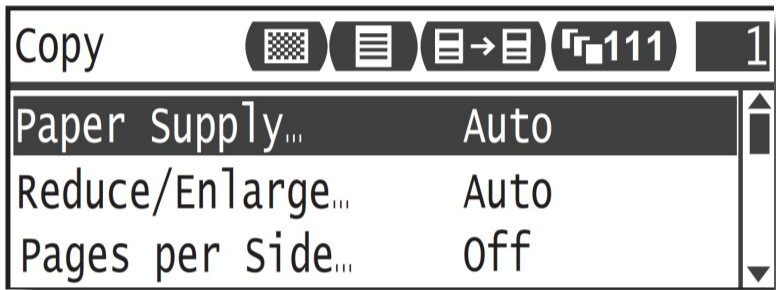 Copy 111 1
Paper Supply... Auto
Reduce/Enlarge... Auto
Pages per Side... Off